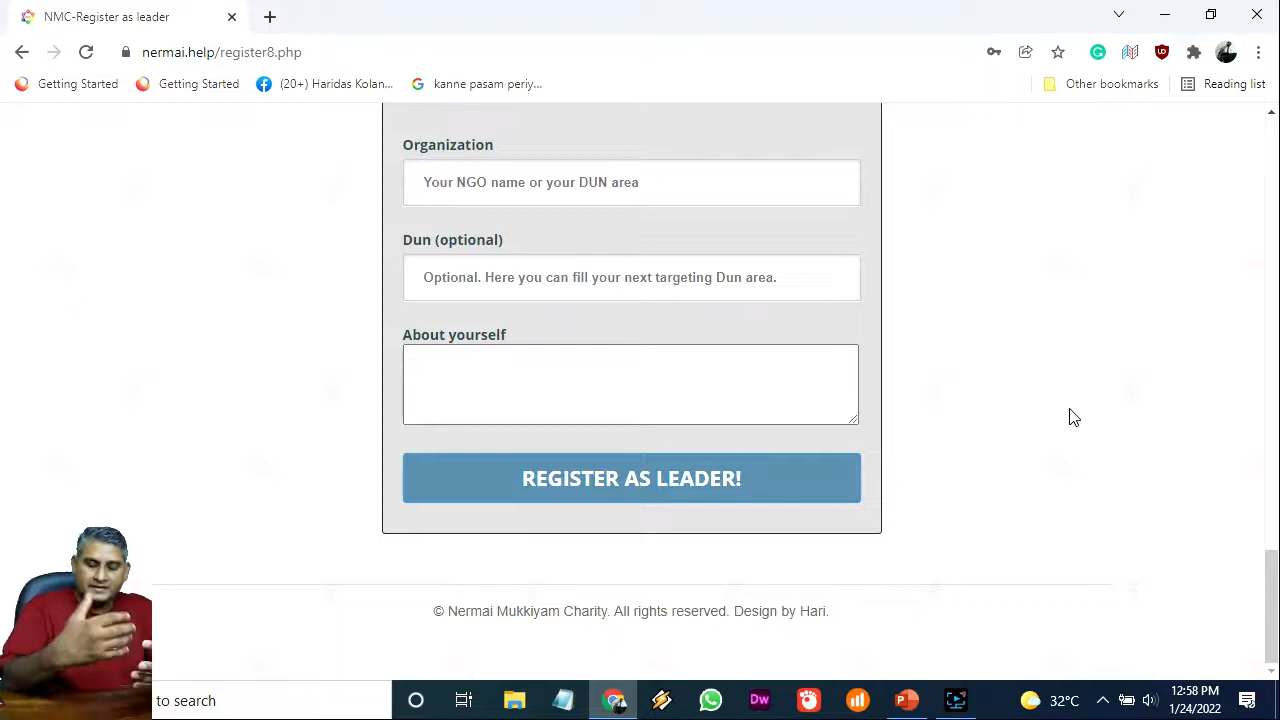 NMC-Register as leader
nermai.help/register8.php
Getting Started
Getting Started
(20+) Haridas Kolan...
kanne pasam periy...
Other bookmarks
Reading list
Organization
Your NGO name or your DUN area
Dun (optional)
Optional. Here you can fill your next targeting Dun area.
About yourself
REGISTER AS LEADER!
© Nermai Mukkiyam Charity. All rights reserved. Design by Hari.
to search
Dw
32°C
12:58 PM
1/24/2022